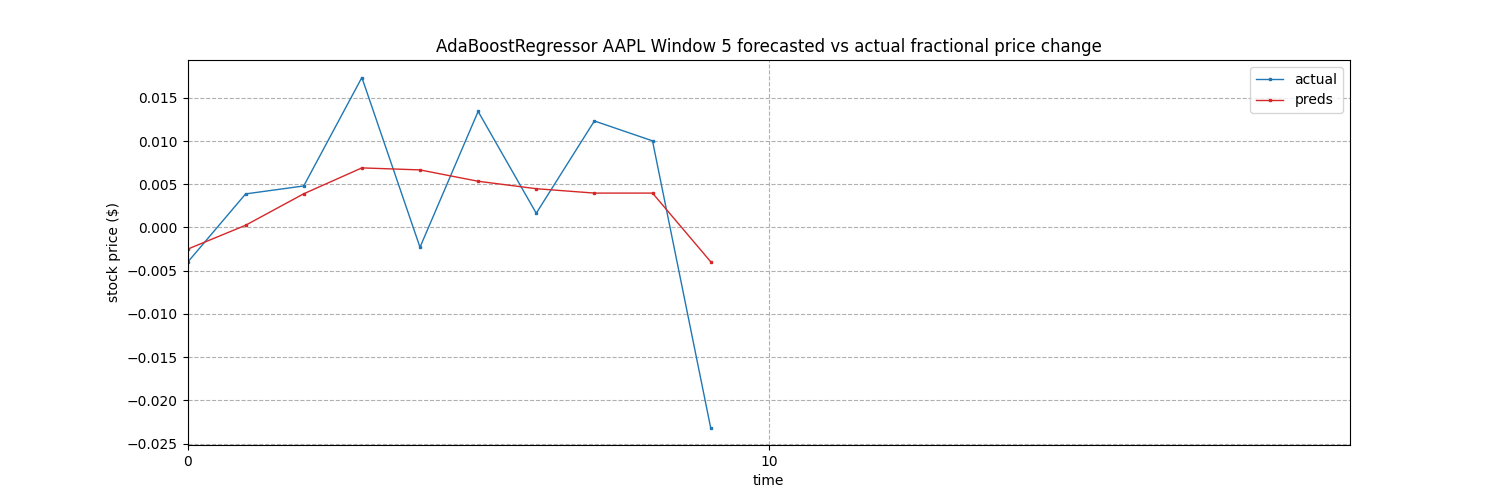 AdaBoostRegressor AAPL Window 5 forecasted vs actual fractional price change
actual
preds
stock price ($)
0.015
0.010
0.005
0.000
−0.005
−0.010
−0.015
−0.020
−0.025
0
10
time